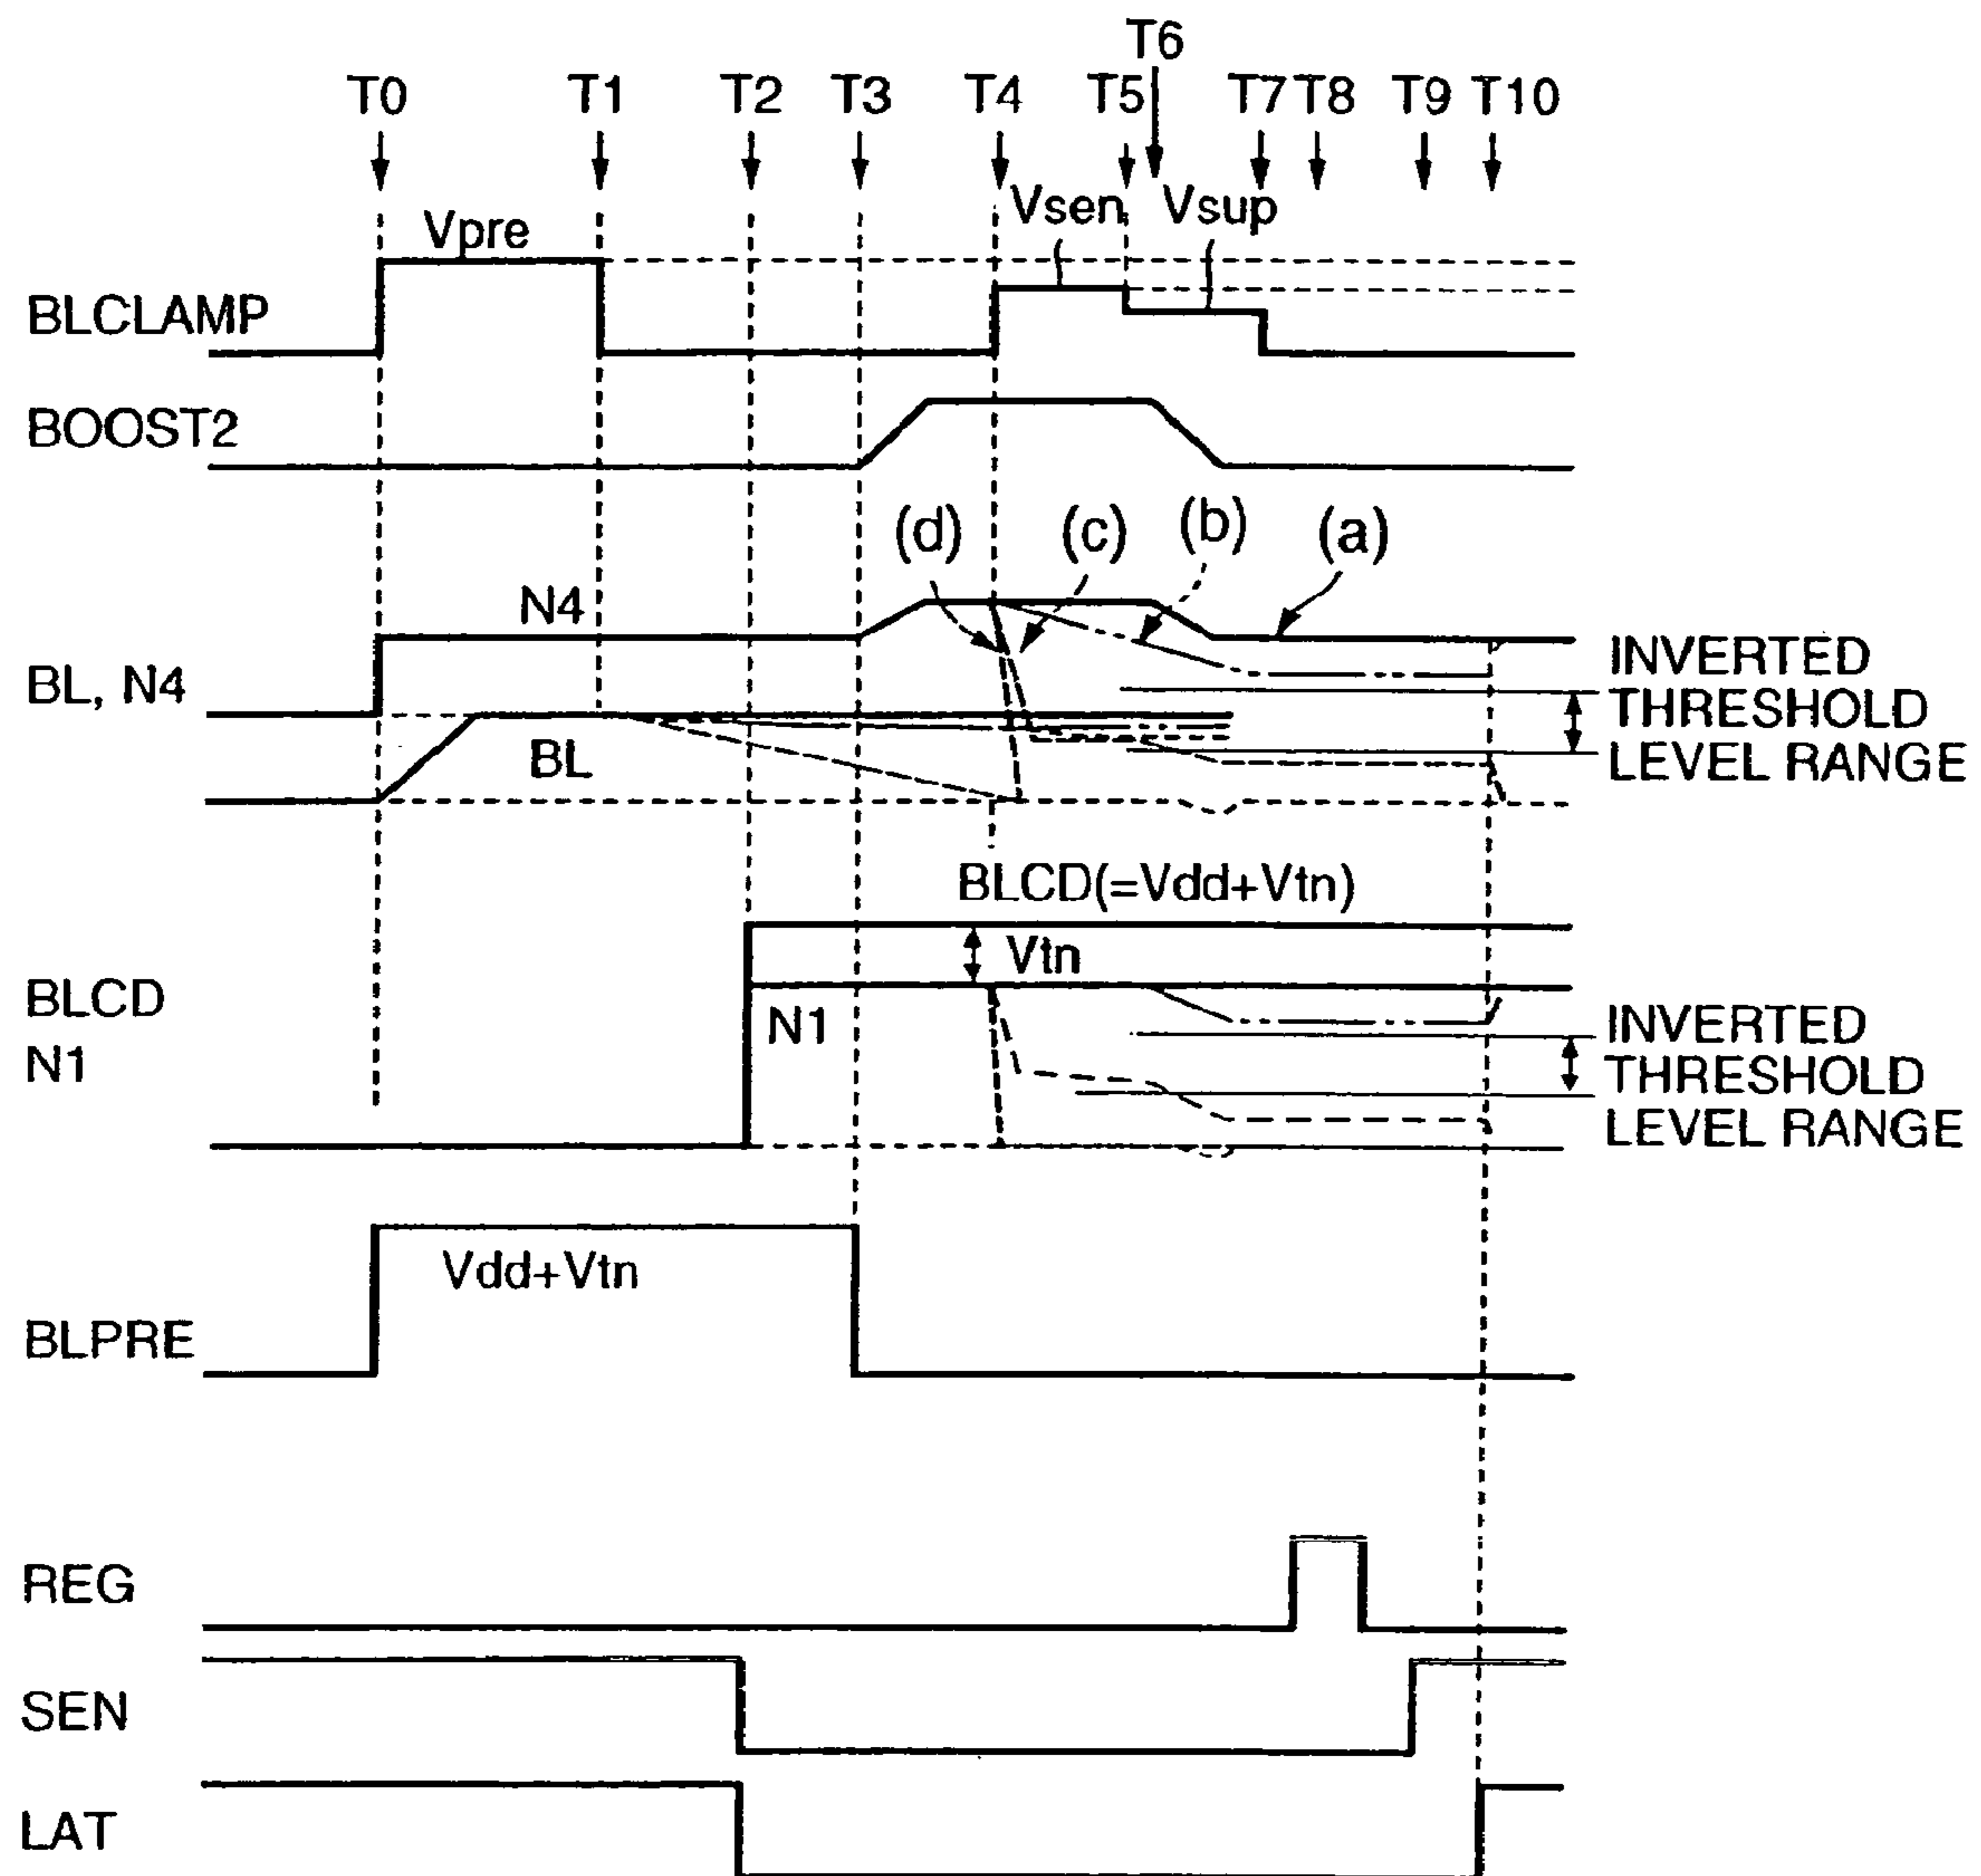 T6
T0 T1 T2 T3 T4 T5 T7 T8 T9 T10
Vpre Vsen Vsup
BLCLAMP
BOOST2
(d) (c) (b) (a)
N4
BL, N4
BL
INVERTED
THRESHOLD
LEVEL RANGE
BLCD(=Vdd+Vtn)
Vtn
BLCD
N1
N1
INVERTED
THRESHOLD
LEVEL RANGE
Vdd+Vtn
BLPRE
REG
SEN
LAT